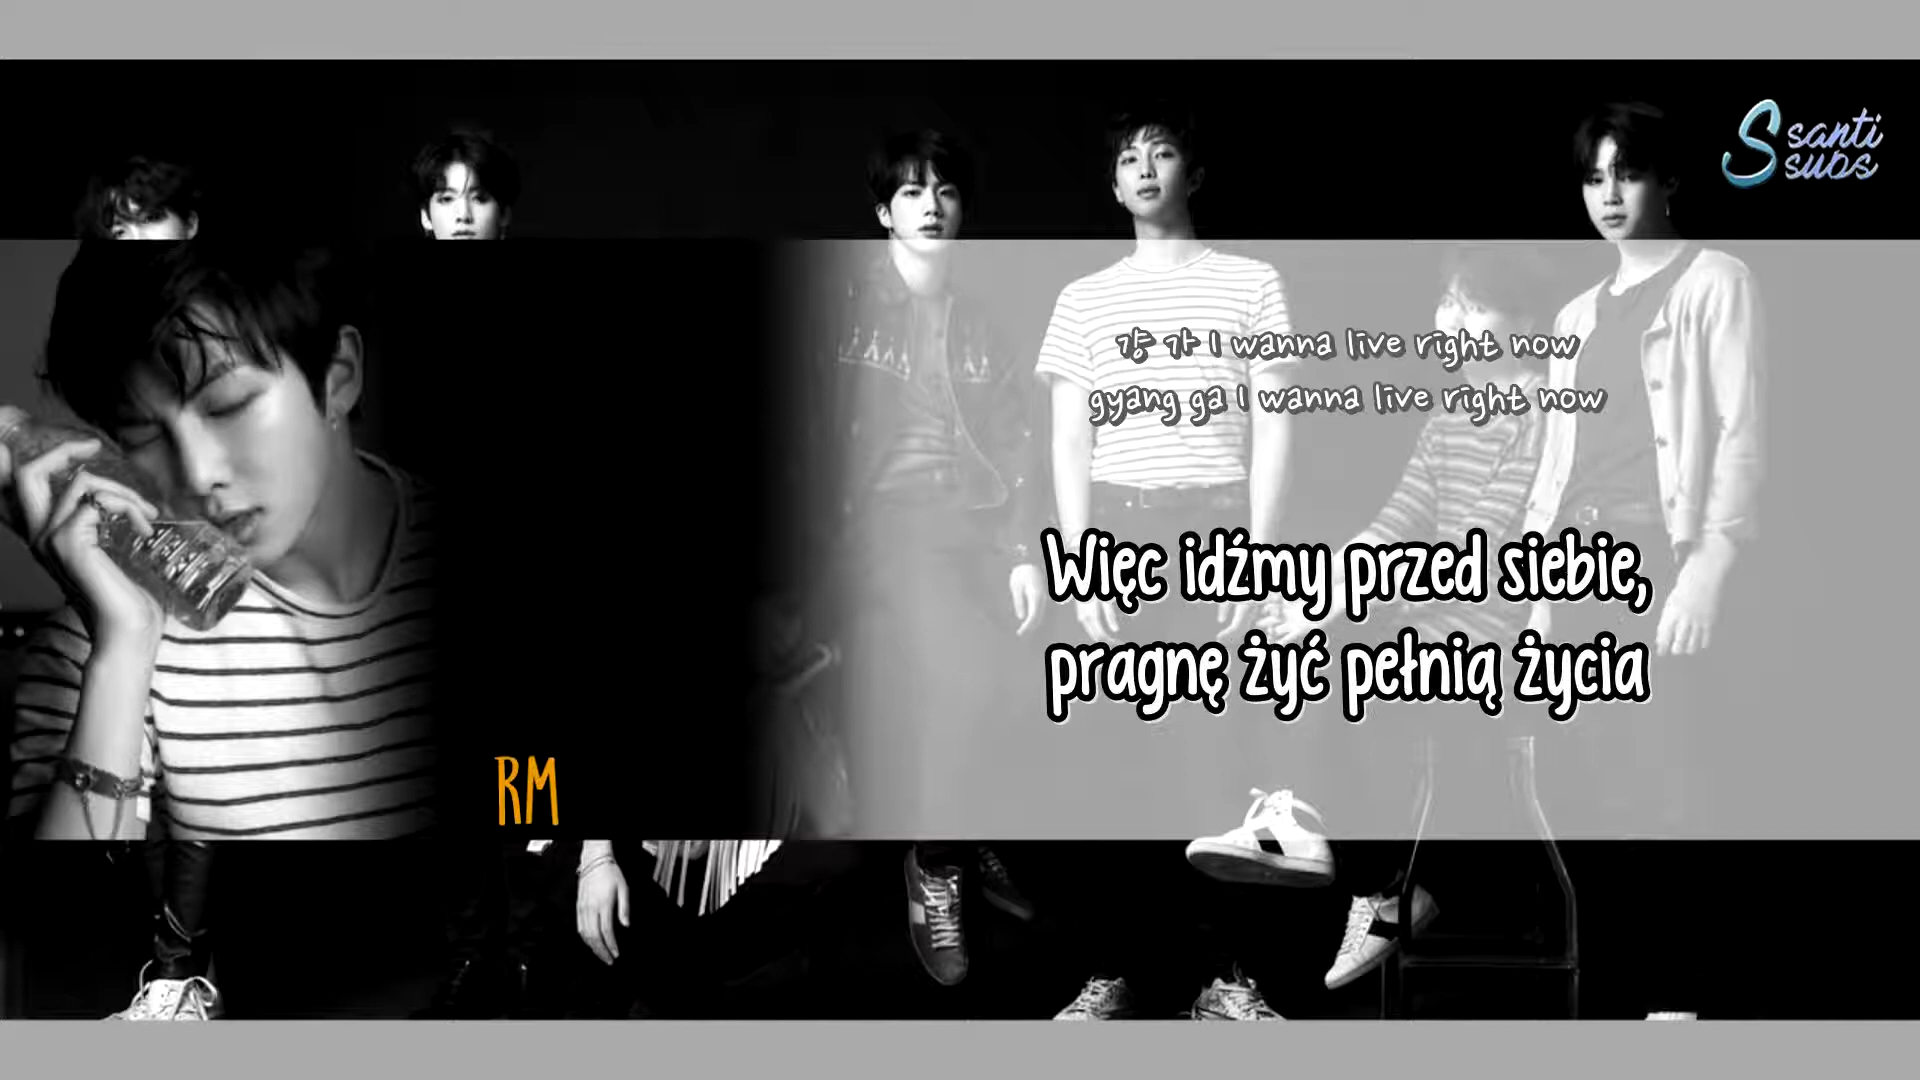 Ssanti
subs
걍 가 I wanna live right now
gyang ga I wanna live right now
Więc idźmy przed siebie,
pragnę żyć pełnią życia
RM